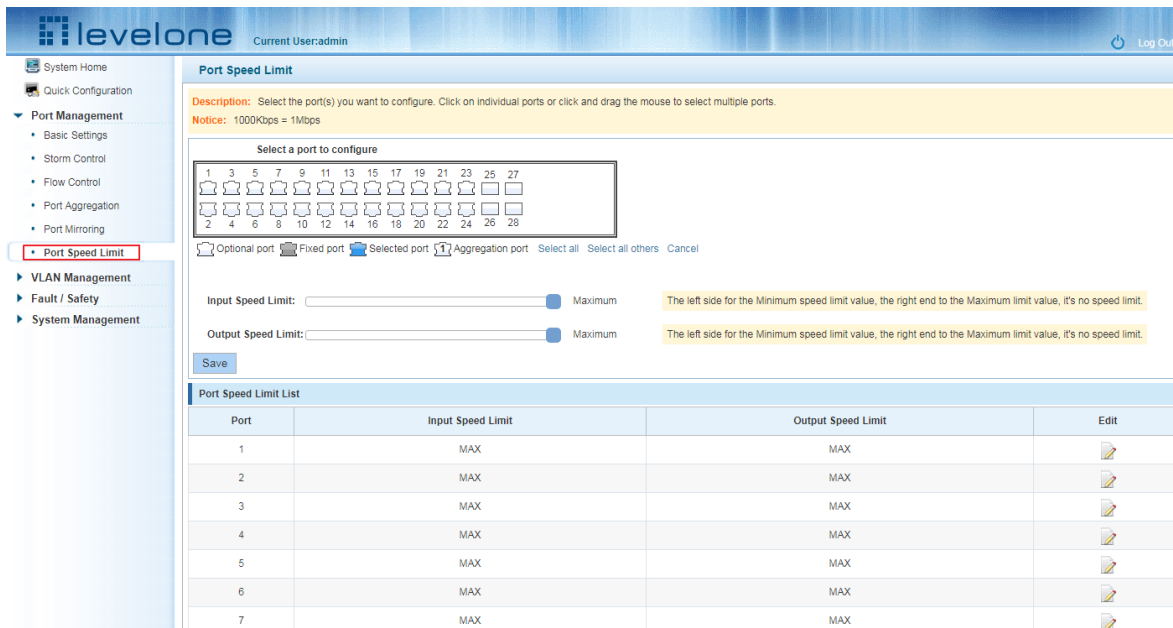 levelone Current User:admin Log Out
System Home
Quick Configuration
Port Management
Basic Settings
Storm Control
Flow Control
Port Aggregation
Port Mirroring
Port Speed Limit
VLAN Management
Fault / Safety
System Management
Port Speed Limit
Description: Select the port(s) you want to configure. Click on individual ports or click and drag the mouse to select multiple ports.
Notice: 1000Kbps = 1Mbps
Select a port to configure
1 3 5 7 9 11 13 15 17 19 21 23 25 27
2 4 6 8 10 12 14 16 18 20 22 24 26 28
Optional port Fixed port Selected port 1 Aggregation port Select all Select all others Cancel
Input Speed Limit: Maximum The left side for the Minimum speed limit value, the right end to the Maximum limit value, it's no speed limit.
Output Speed Limit: Maximum The left side for the Minimum speed limit value, the right end to the Maximum limit value, it's no speed limit.
Save
Port Speed Limit List
Port Input Speed Limit Output Speed Limit Edit
1 MAX MAX
2 MAX MAX
3 MAX MAX
4 MAX MAX
5 MAX MAX
6 MAX MAX
7 MAX MAX